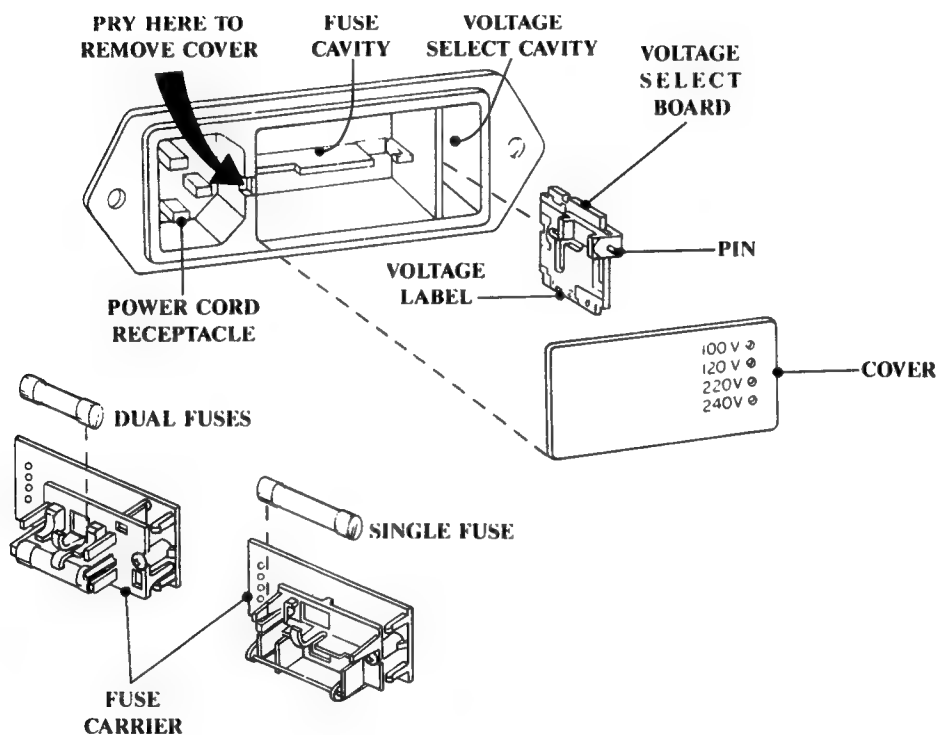 PRY HERE TO
REMOVE COVER
FUSE
CAVITY
VOLTAGE
SELECT CAVITY
VOLTAGE
SELECT
BOARD
PIN
VOLTAGE
LABEL
POWER CORD
RECEPTACLE
100 V
120 V
220V
240V
COVER
DUAL FUSES
SINGLE FUSE
FUSE
CARRIER